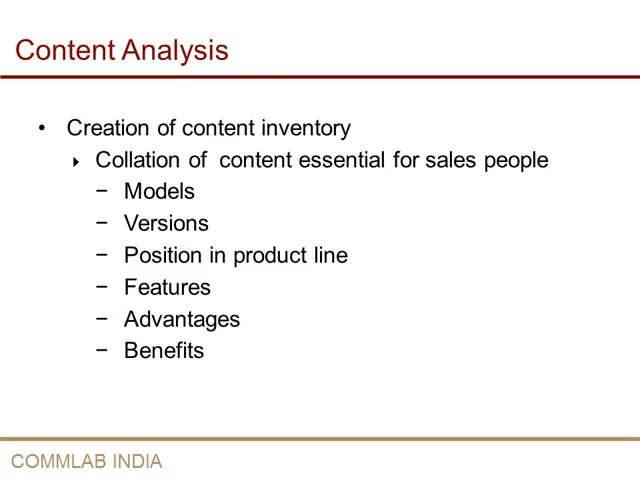 Content Analysis
• Creation of content inventory
Collation of content essential for sales people
− Models
− Versions
− Position in product line
− Features
− Advantages
− Benefits
COMMLAB INDIA